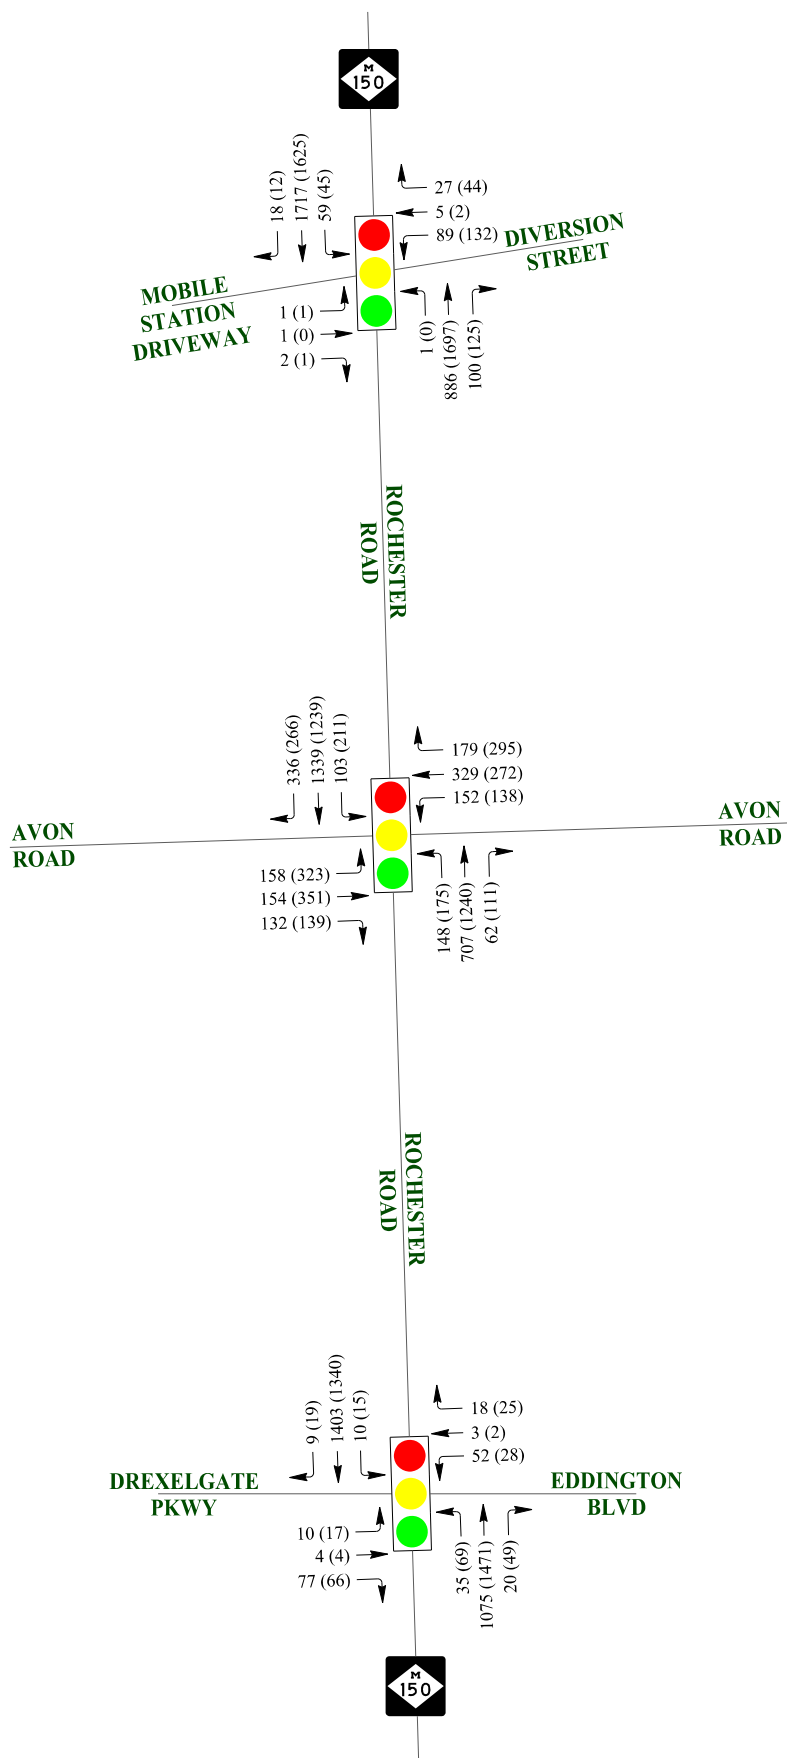 M
150
18 (12)
1717 (1625)
59 (45)
27 (44)
5 (2)
89 (132)
DIVERSION
STREET
MOBILE
STATION
DRIVEWAY
1 (1)
1 (0)
2 (1)
1 (0)
886 (1697)
100 (125)
ROCHESTER
ROAD
336 (266)
1339 (1239)
103 (211)
179 (295)
329 (272)
152 (138)
AVON
ROAD
AVON
ROAD
158 (323)
154 (351)
132 (139)
148 (175)
707 (1240)
62 (111)
ROCHESTER
ROAD
9 (19)
1403 (1340)
10 (15)
18 (25)
3 (2)
52 (28)
DREXELGATE
PKWY
EDDINGTON
BLVD
10 (17)
4 (4)
77 (66)
35 (69)
1075 (1471)
20 (49)
M
150